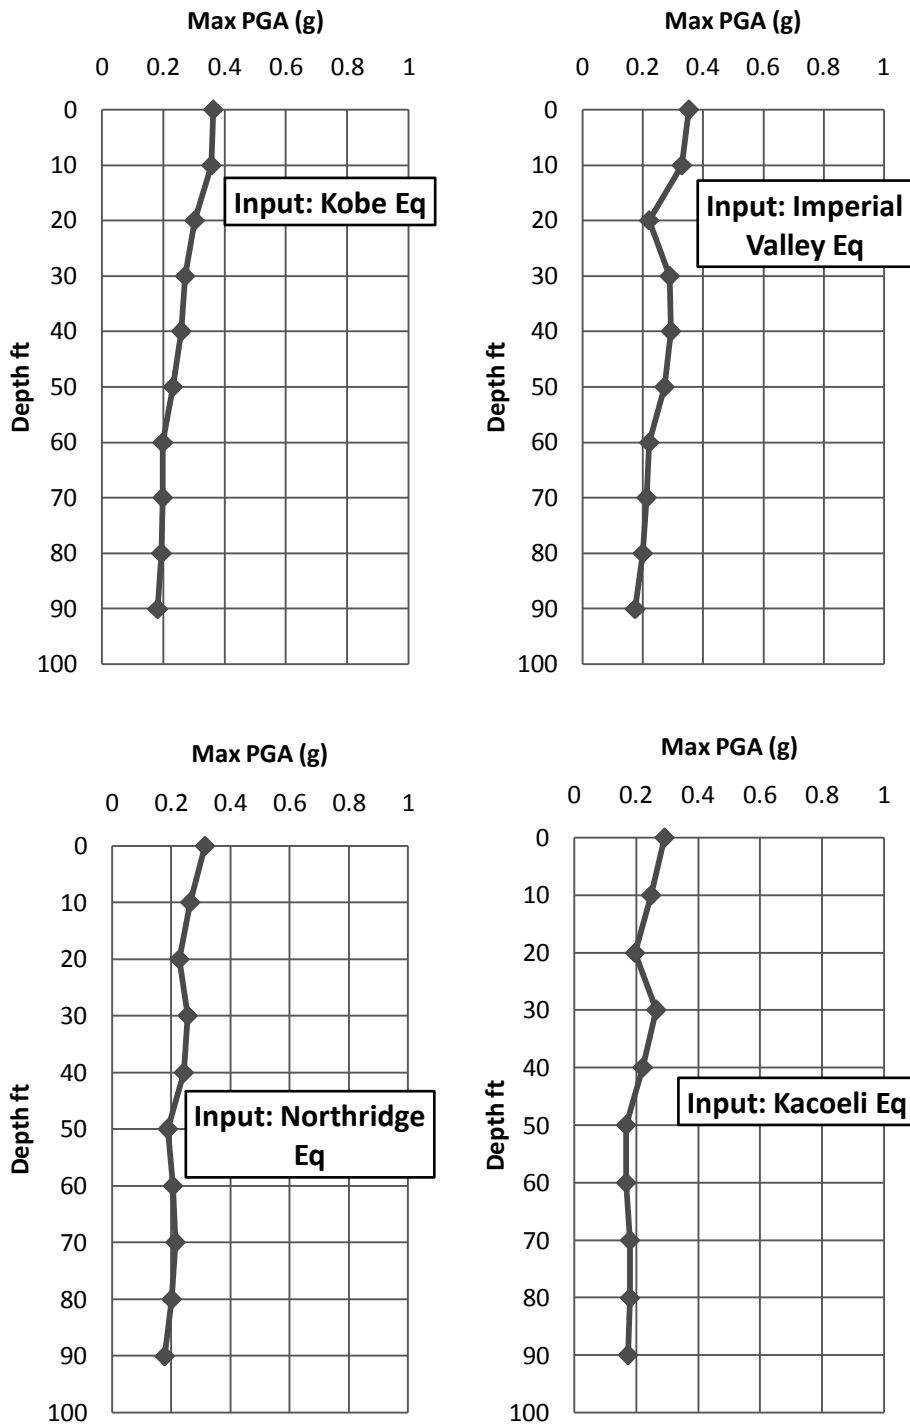 Max PGA (g)
0 0.2 0.4 0.6 0.8 1
0
10
20
30
40
50
60
70
80
90
100
Depth ft
Input: Kobe Eq
Max PGA (g)
0 0.2 0.4 0.6 0.8 1
0
10
20
30
40
50
60
70
80
90
100
Depth ft
Input: Imperial
Valley Eq
Max PGA (g)
0 0.2 0.4 0.6 0.8 1
0
10
20
30
40
50
60
70
80
90
100
Depth ft
Input: Northridge
Eq
Max PGA (g)
0 0.2 0.4 0.6 0.8 1
0
10
20
30
40
50
60
70
80
90
100
Depth ft
Input: Kacoeli Eq